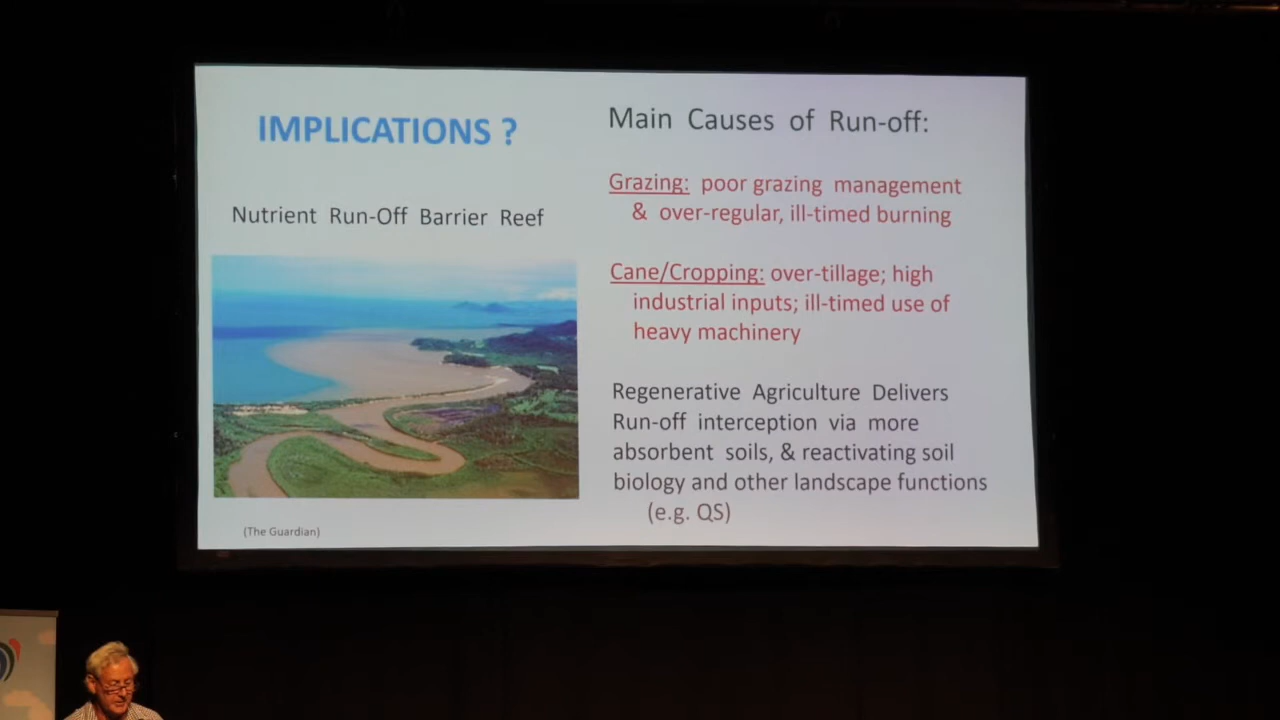 IMPLICATIONS ?
Nutrient Run-Off Barrier Reef
(The Guardian)
Main Causes of Run-off:
Grazing: poor grazing management
& over-regular, ill-timed burning
Cane/Cropping: over-tillage; high
industrial inputs; ill-timed use of
heavy machinery
Regenerative Agriculture Delivers
Run-off interception via more
absorbent soils, & reactivating soil
biology and other landscape functions
(e.g. QS)